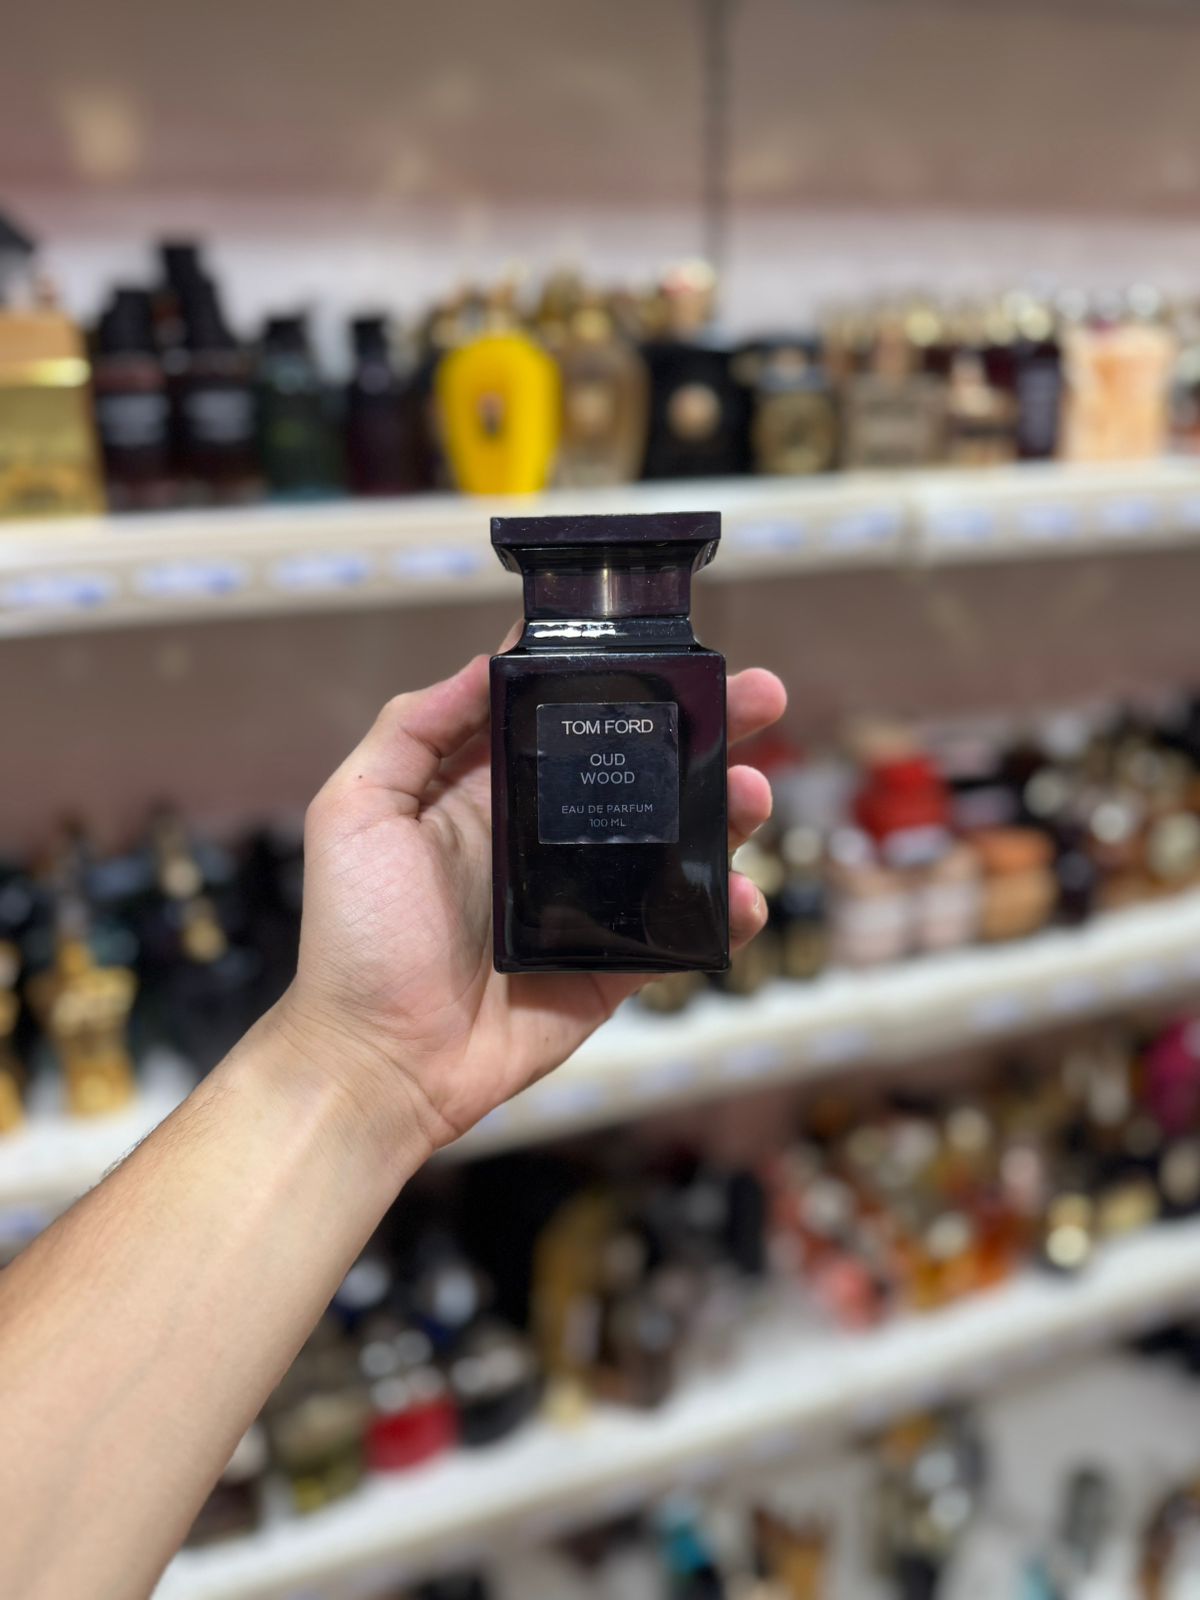 TOM FORD
OUD
WOOD
EAU DE PARFUM
100 ML